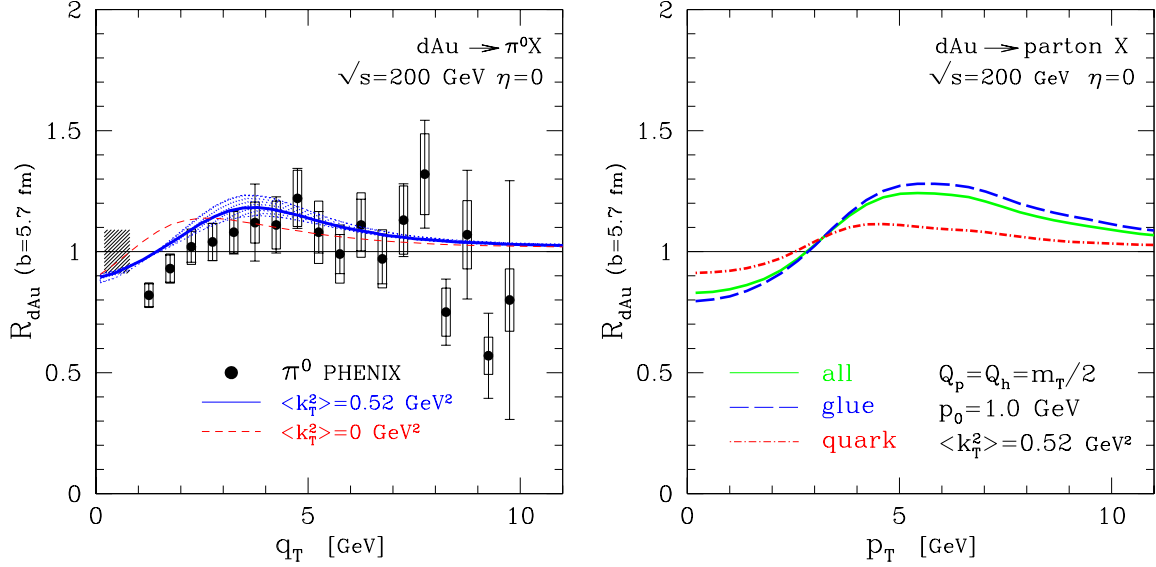 dAu → π⁰X
√s=200 GeV η=0
2
1.5
1
0.5
0
R_dAu (b=5.7 fm)
π⁰ PHENIX
<k_T²>=0.52 GeV²
<k_T²>=0 GeV²
0 5 10
q_T [GeV]
dAu → parton X
√s=200 GeV η=0
2
1.5
1
0.5
0
R_dAu (b=5.7 fm)
all
glue
quark
Q_p=Q_h=m_T/2
p_0=1.0 GeV
<k_T²>=0.52 GeV²
0 5 10
p_T [GeV]